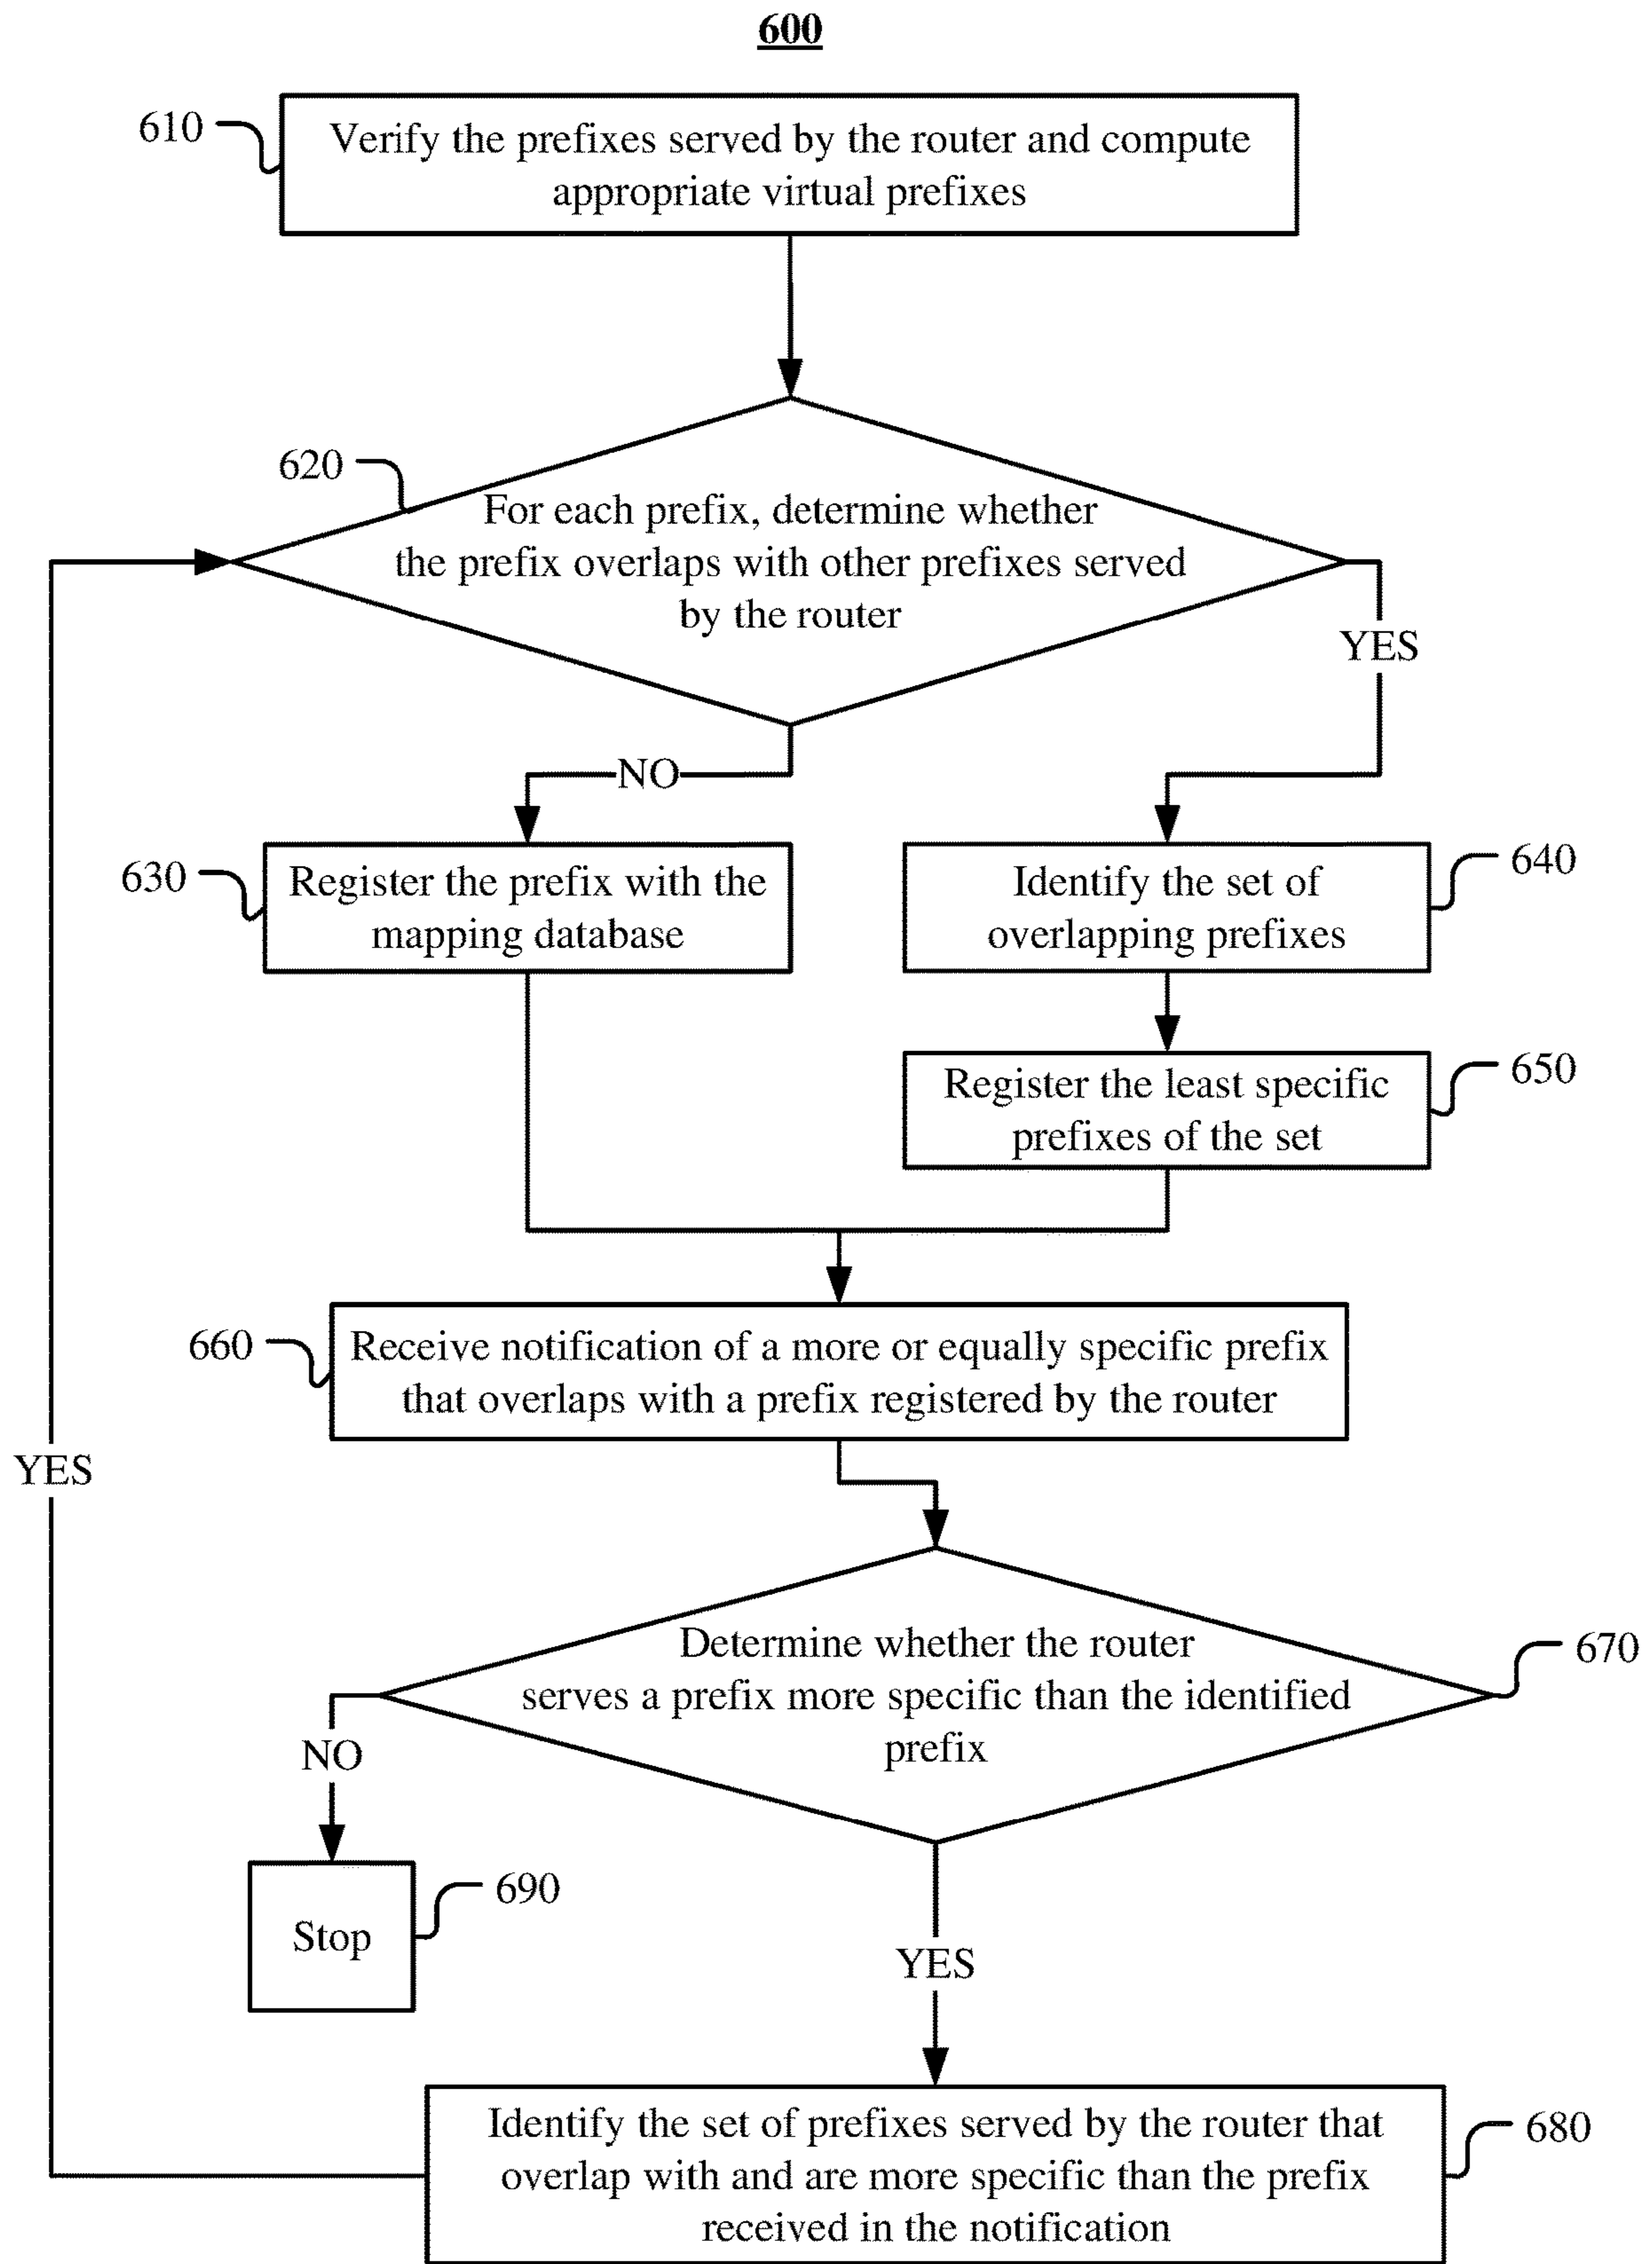 600
610
Verify the prefixes served by the router and compute
appropriate virtual prefixes
620
For each prefix, determine whether
the prefix overlaps with other prefixes served
by the router
YES
NO
630
Register the prefix with the
mapping database
Identify the set of
overlapping prefixes
640
Register the least specific
prefixes of the set
650
660
Receive notification of a more or equally specific prefix
that overlaps with a prefix registered by the router
YES
Determine whether the router
serves a prefix more specific than the identified
prefix
670
NO
Stop
690
YES
Identify the set of prefixes served by the router that
overlap with and are more specific than the prefix
received in the notification
680